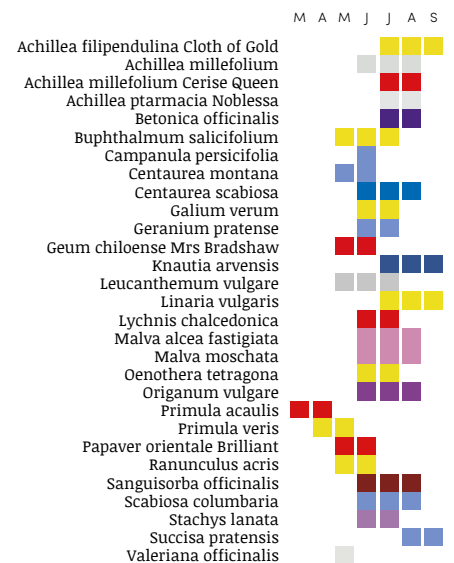 M A M J J A S
Achillea filipendulina Cloth of Gold
Achillea millefolium
Achillea millefolium Cerise Queen
Achillea ptarmacia Noblessa
Betonica officinalis
Buphthalmum salicifolium
Campanula persicifolia
Centaurea montana
Centaurea scabiosa
Galium verum
Geranium pratense
Geum chiloense Mrs Bradshaw
Knautia arvensis
Leucanthemum vulgare
Linaria vulgaris
Lychnis chalcedonica
Malva alcea fastigiata
Malva moschata
Oenothera tetragona
Origanum vulgare
Primula acaulis
Primula veris
Papaver orientale Brilliant
Ranunculus acris
Sanguisorba officinalis
Scabiosa columbaria
Stachys lanata
Succisa pratensis
Valeriana officinalis